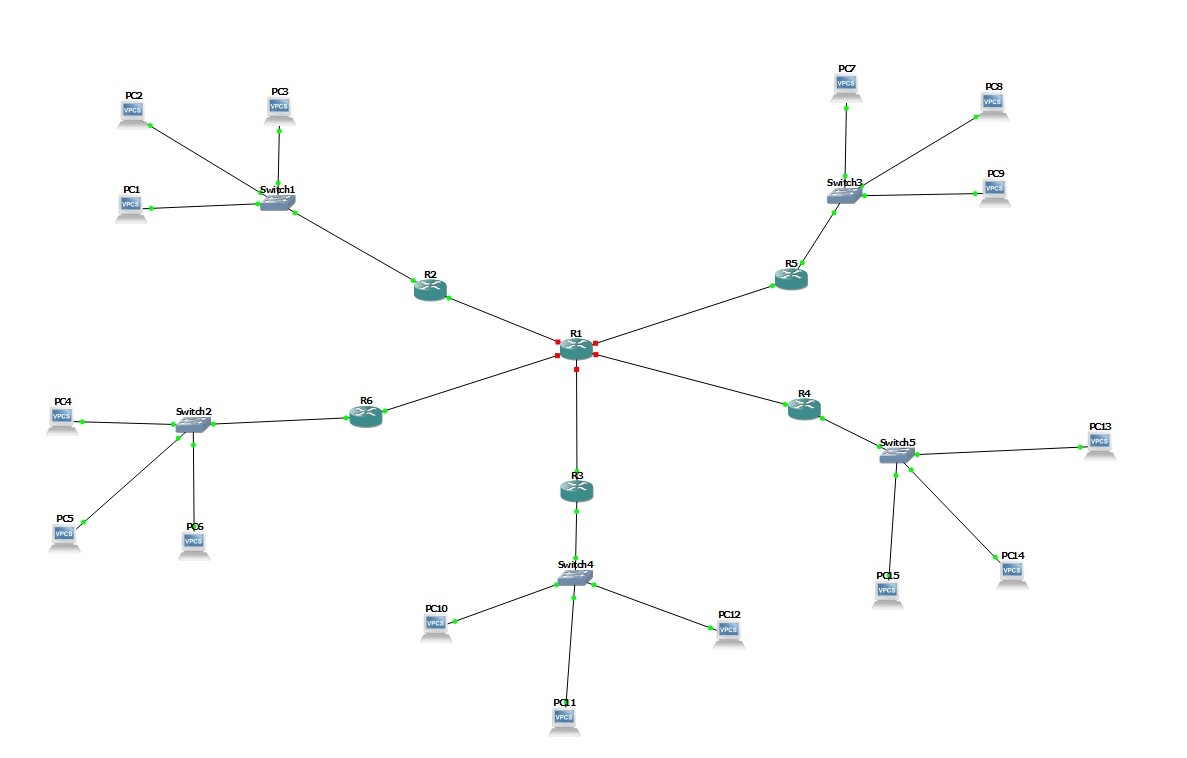 PC7
PC8
PC2
PC3
VPCS
VPCS
VPCS
VPCS
PC1
Switch1
Switch3
PC9
VPCS
VPCS
R2
R5
R1
PC4
Switch2
R6
R4
VPCS
Switch5
PC13
VPCS
R3
PC5
PC6
VPCS
VPCS
Switch4
PC14
VPCS
PC15
VPCS
PC10
VPCS
PC12
VPCS
PC11
VPCS